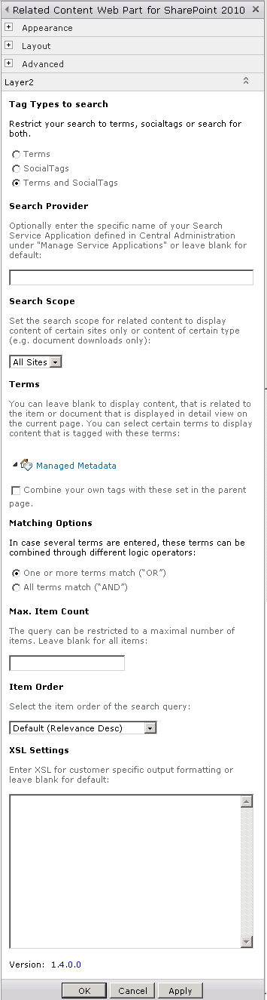 Related Content Web Part for SharePoint 2010
Appearance
Layout
Advanced
Layer2
Tag Types to search
Restrict your search to terms, socialtags or search for
both.
Terms
SocialTags
Terms and SocialTags
Search Provider
Optionally enter the specific name of your Search
Service Application defined in Central Administration
under "Manage Service Applications" or leave blank for
default:
Search Scope
Set the search scope for related content to display
content of certain sites only or content of certain type
(e.g. document downloads only):
All Sites
Terms
You can leave blank to display content, that is related to
the item or document that is displayed in detail view on
the current page. You can select certain terms to display
content that is tagged with these terms:
Managed Metadata
Combine your own tags with these set in the parent
page.
Matching Options
In case several terms are entered, these terms can be
combined through different logic operators:
One or more terms match (“OR”)
All terms match (“AND”)
Max. Item Count
The query can be restricted to a maximal number of
items. Leave blank for all items:
Item Order
Select the item order of the search query:
Default (Relevance Desc)
XSL Settings
Enter XSL for customer specific output formatting or
leave blank for default:
Version: 1.4.0.0
OK Cancel Apply